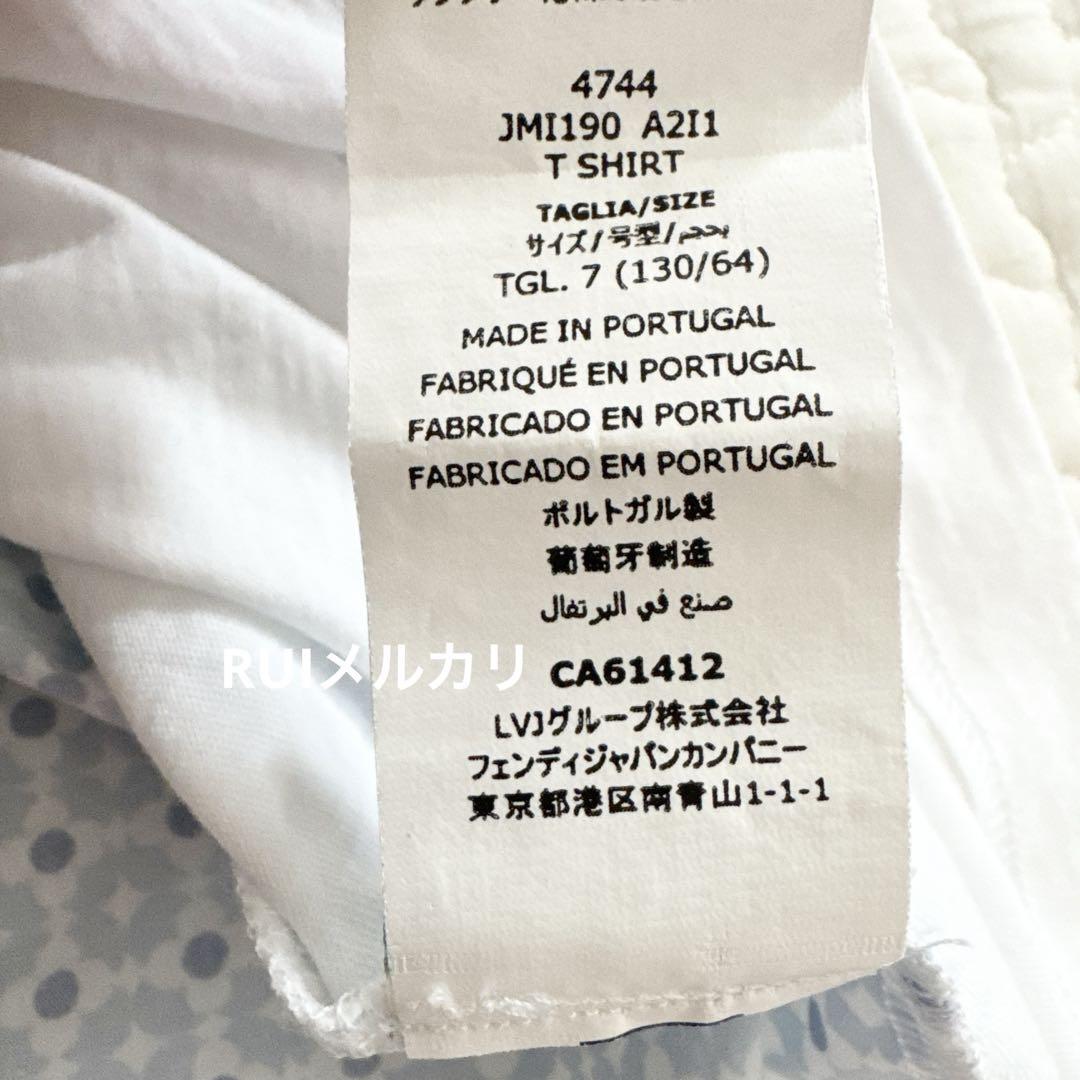 4744
JMI190 A2I1
T SHIRT
TAGLIA/SIZE
サイズ/号型/بحجم
TGL. 7 (130/64)
MADE IN PORTUGAL
FABRIQUÉ EN PORTUGAL
FABRICADO EN PORTUGAL
FABRICADO EM PORTUGAL
ポルトガル製
葡萄牙制造
صنع في البرتغال
RUIメルカリ
CA61412
LVJグループ株式会社
フェンディジャパンカンパニー
東京都港区南青山1-1-1